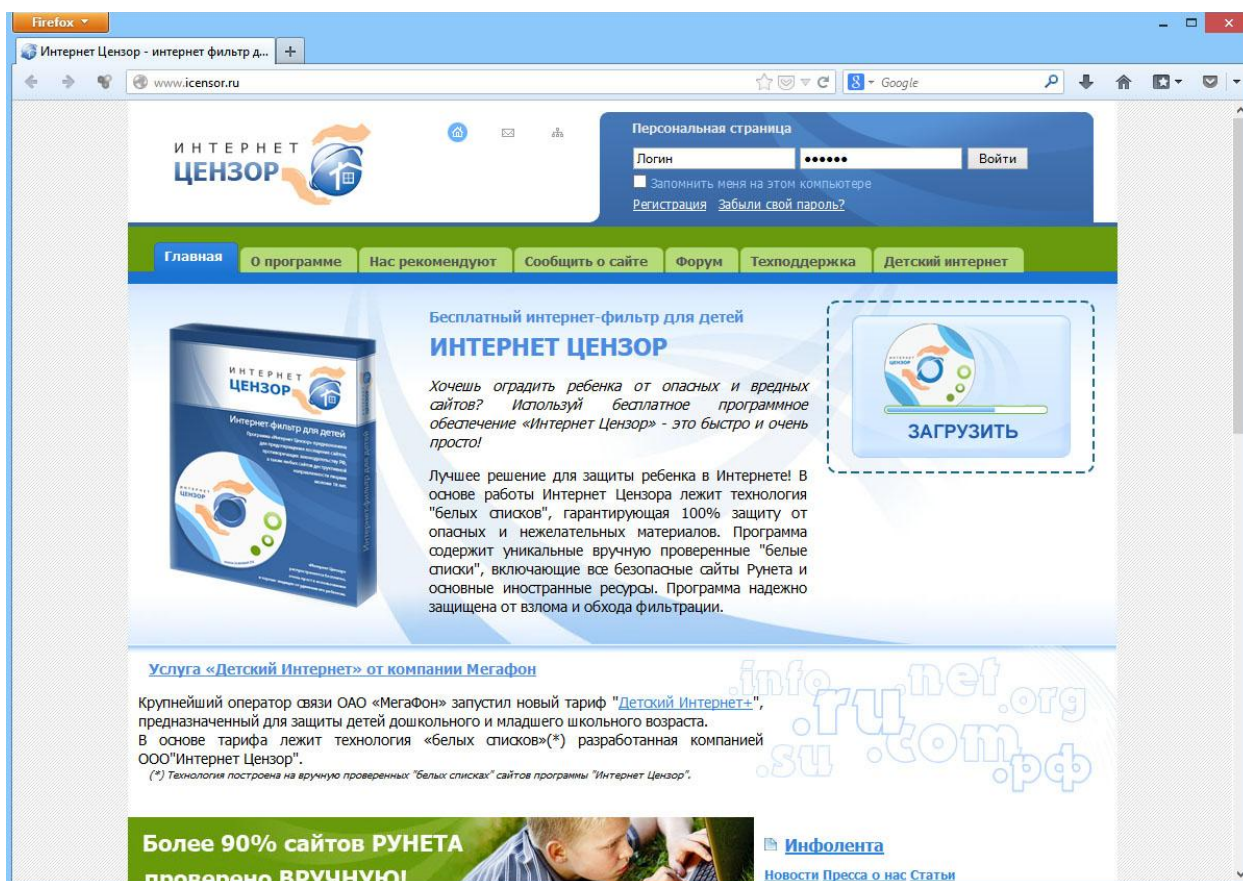 Firefox
Интернет Цензор - интернет фильтр д...
www.icensor.ru
Google
ИНТЕРНЕТ
ЦЕНЗОР
Персональная страница
Логин
Войти
Запомнить меня на этом компьютере
Регистрация Забыли свой пароль?
Главная О программе Нас рекомендуют Сообщить о сайте Форум Техподдержка Детский интернет
Бесплатный интернет-фильтр для детей
ИНТЕРНЕТ ЦЕНЗОР
Хочешь оградить ребенка от опасных и вредных
сайтов? Используй бесплатное программное
обеспечение «Интернет Цензор» - это быстро и очень
просто!
Лучшее решение для защиты ребенка в Интернете! В
основе работы Интернет Цензора лежит технология
"белых списков", гарантирующая 100% защиту от
опасных и нежелательных материалов. Программа
содержит уникальные вручную проверенные "белые
списки", включающие все безопасные сайты Рунета и
основные иностранные ресурсы. Программа надежно
защищена от взлома и обхода фильтрации.
ИНТЕРНЕТ
ЦЕНЗОР
Интернет-фильтр для детей
ИНТЕРНЕТ
ЦЕНЗОР
ЗАГРУЗИТЬ
Услуга «Детский Интернет» от компании Мегафон
Крупнейший оператор связи ОАО «МегаФон» запустил новый тариф "Детский Интернет+",
предназначенный для защиты детей дошкольного и младшего школьного возраста.
В основе тарифа лежит технология «белых списков»(*) разработанная компанией
ООО"Интернет Цензор".
(*) Технология построена на вручную проверенных "белых списках" сайтов программы "Интернет Цензор".
.info .net .org
.ru .com
.su .рф
Более 90% сайтов РУНЕТА
проверено ВРУЧНУЮ!
Инфолента
Новости Пресса о нас Статьи